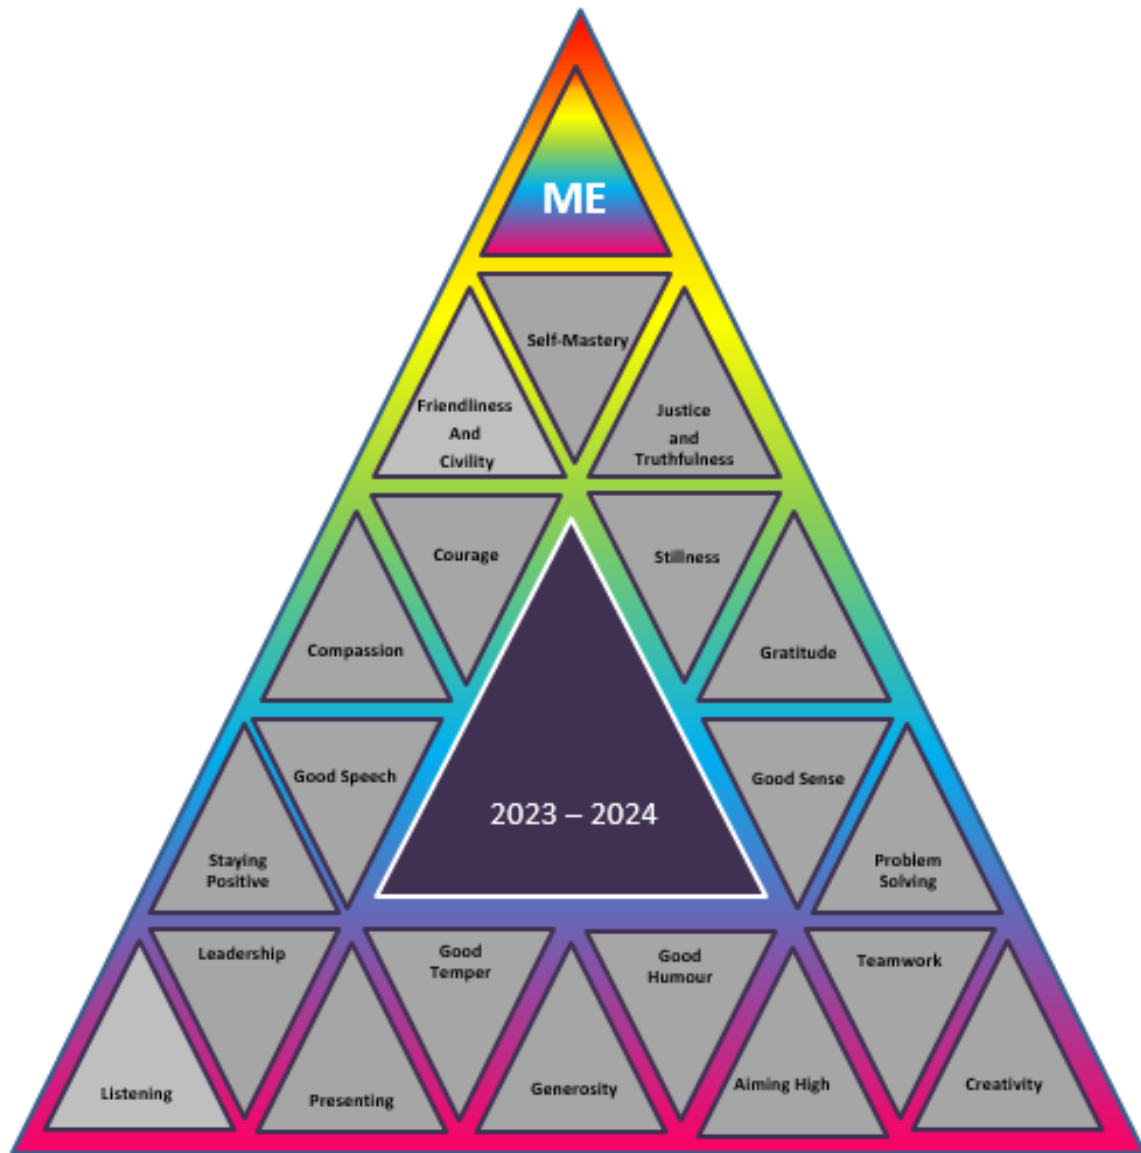 ME
Self-Mastery
Friendliness
And
Civility
Justice
and
Truthfulness
Courage
Stillness
Compassion
Gratitude
Good Speech
Good Sense
2023 – 2024
Staying
Positive
Problem
Solving
Leadership
Good
Temper
Good
Humour
Teamwork
Listening
Presenting
Generosity
Aiming High
Creativity